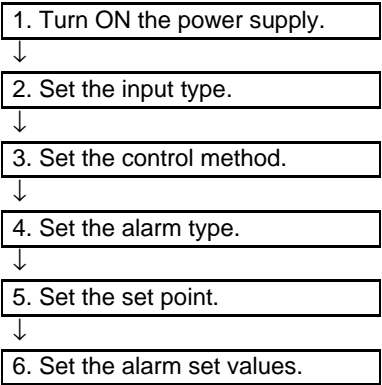 1. Turn ON the power supply.
↓
2. Set the input type.
↓
3. Set the control method.
↓
4. Set the alarm type.
↓
5. Set the set point.
↓
6. Set the alarm set values.